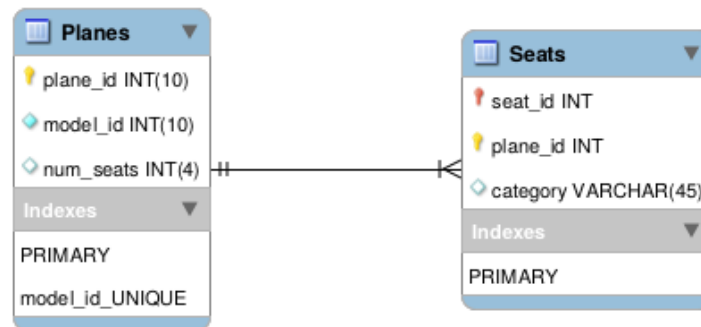 Planes
plane_id INT(10)
model_id INT(10)
num_seats INT(4)
Indexes
PRIMARY
model_id_UNIQUE
Seats
seat_id INT
plane_id INT
category VARCHAR(45)
Indexes
PRIMARY